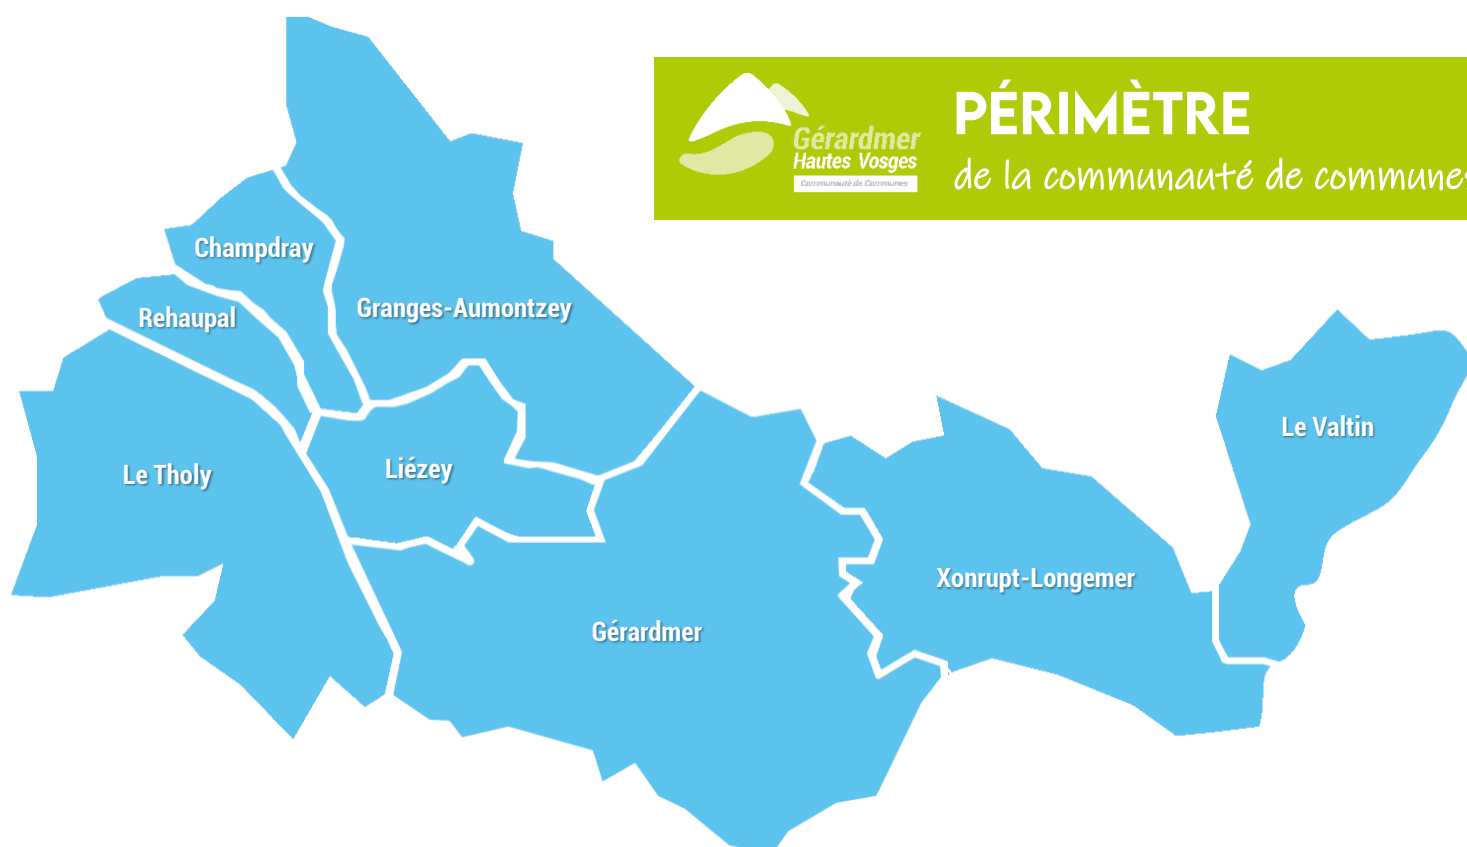 PÉRIMÈTRE
de la communauté de communes
Gérardmer
Hautes Vosges
Communauté de Communes
Champdray
Rehaupal
Granges-Aumontzey
Le Valtin
Le Tholy
Liézey
Xonrupt-Longemer
Gérardmer